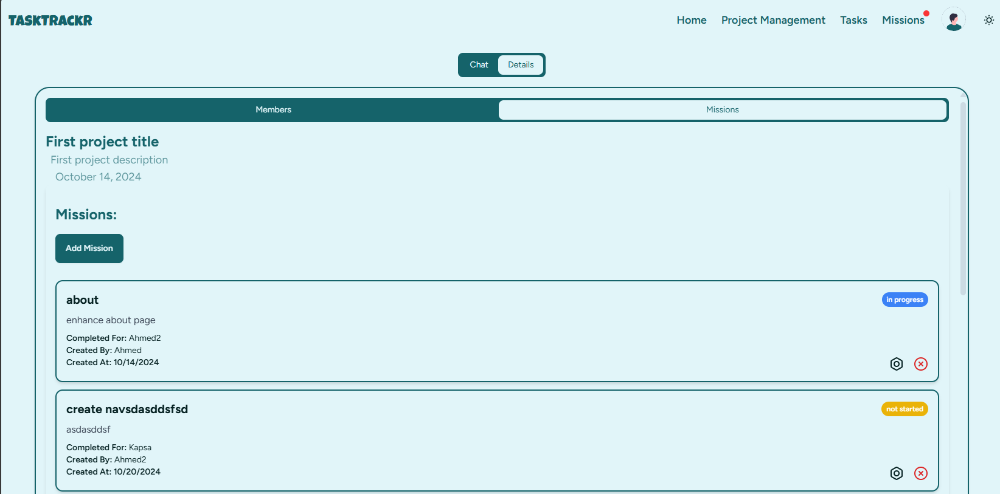 TASKTRACKR
Home Project Management Tasks Missions
Chat Details
Members Missions
First project title
First project description
October 14, 2024
Missions:
Add Mission
about
in progress
enhance about page
Completed For: Ahmed2
Created By: Ahmed
Created At: 10/14/2024
create navsdasddsfsd
not started
asdasddsf
Completed For: Kapsa
Created By: Ahmed2
Created At: 10/20/2024